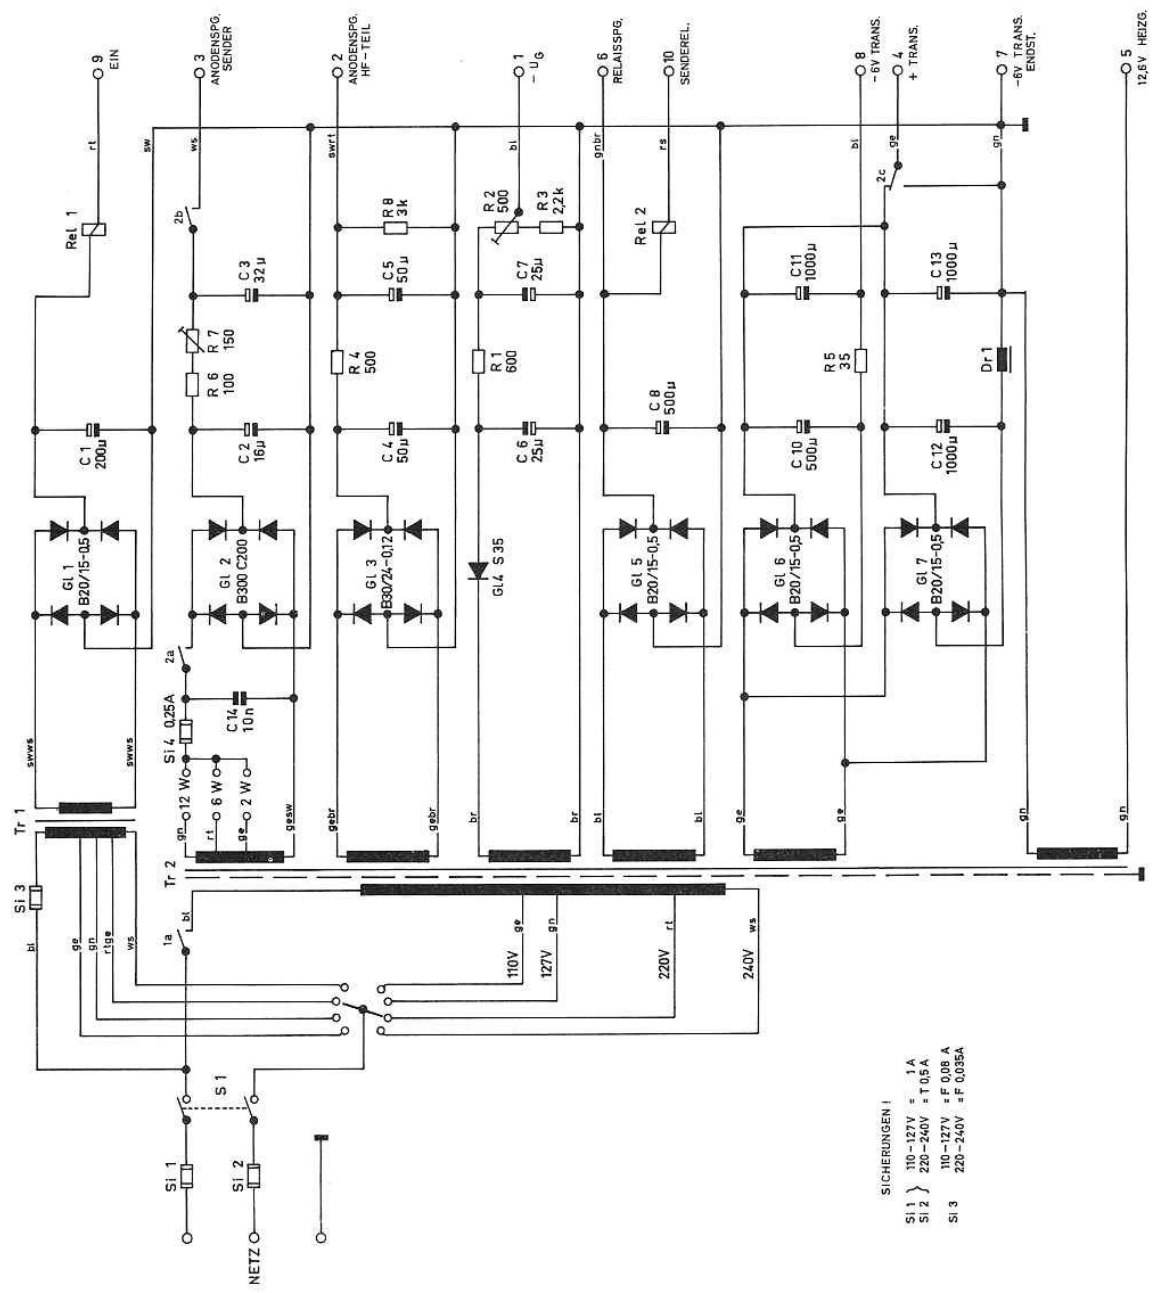 9
EIN
3
ANODENSPG.
SENDER
2
ANODENSPG.
HF-TEIL
1
- UG
6
RELAISSPG.
10
SENDEREL.
8
-6V TRANS.
4
+ TRANS.
7
-6V TRANS.
ENDST.
5
12,6V HEIZG.
rt
sw
ws
swrt
bl
gnbr
rs
bl
ge
gn
Rel 1
2b
R 8
3k
R 2
500
R 3
2,2k
Rel 2
2c
C 3
32µ
C 5
50µ
C 7
25µ
C11
1000µ
C13
1000µ
R 7
150
R 6
100
R 4
500
R 1
600
R 5
35
Dr 1
C 1
200µ
C 2
16µ
C 4
50µ
C 6
25µ
C 8
500µ
C 10
500µ
C 12
1000µ
Gl 1
B20/15-0,5
Gl 2
B300 C200
Gl 3
B30/24-0,12
GL4 S 35
Gl 5
B20/15-0,5
Gl 6
B20/15-0,5
Gl 7
B20/15-0,5
2a
C14
10n
Si 4 0,25A
12 W
6 W
2 W
swws
swws
gn
rt
ge
gesw
gebr
gebr
br
br
bl
bl
ge
ge
gn
gn
Tr 1
Tr 2
Si 3
bl
ge
gn
rtge
ws
1a
bl
110V
ge
127V
gn
220V
rt
240V
ws
S 1
Si 1
Si 2
NETZ
SICHERUNGEN !
Si 1 } 110-127V = 1 A
Si 2 } 220-240V = T 0,5 A
Si 3 110-127V = F 0,08 A
220-240V = F 0,035A